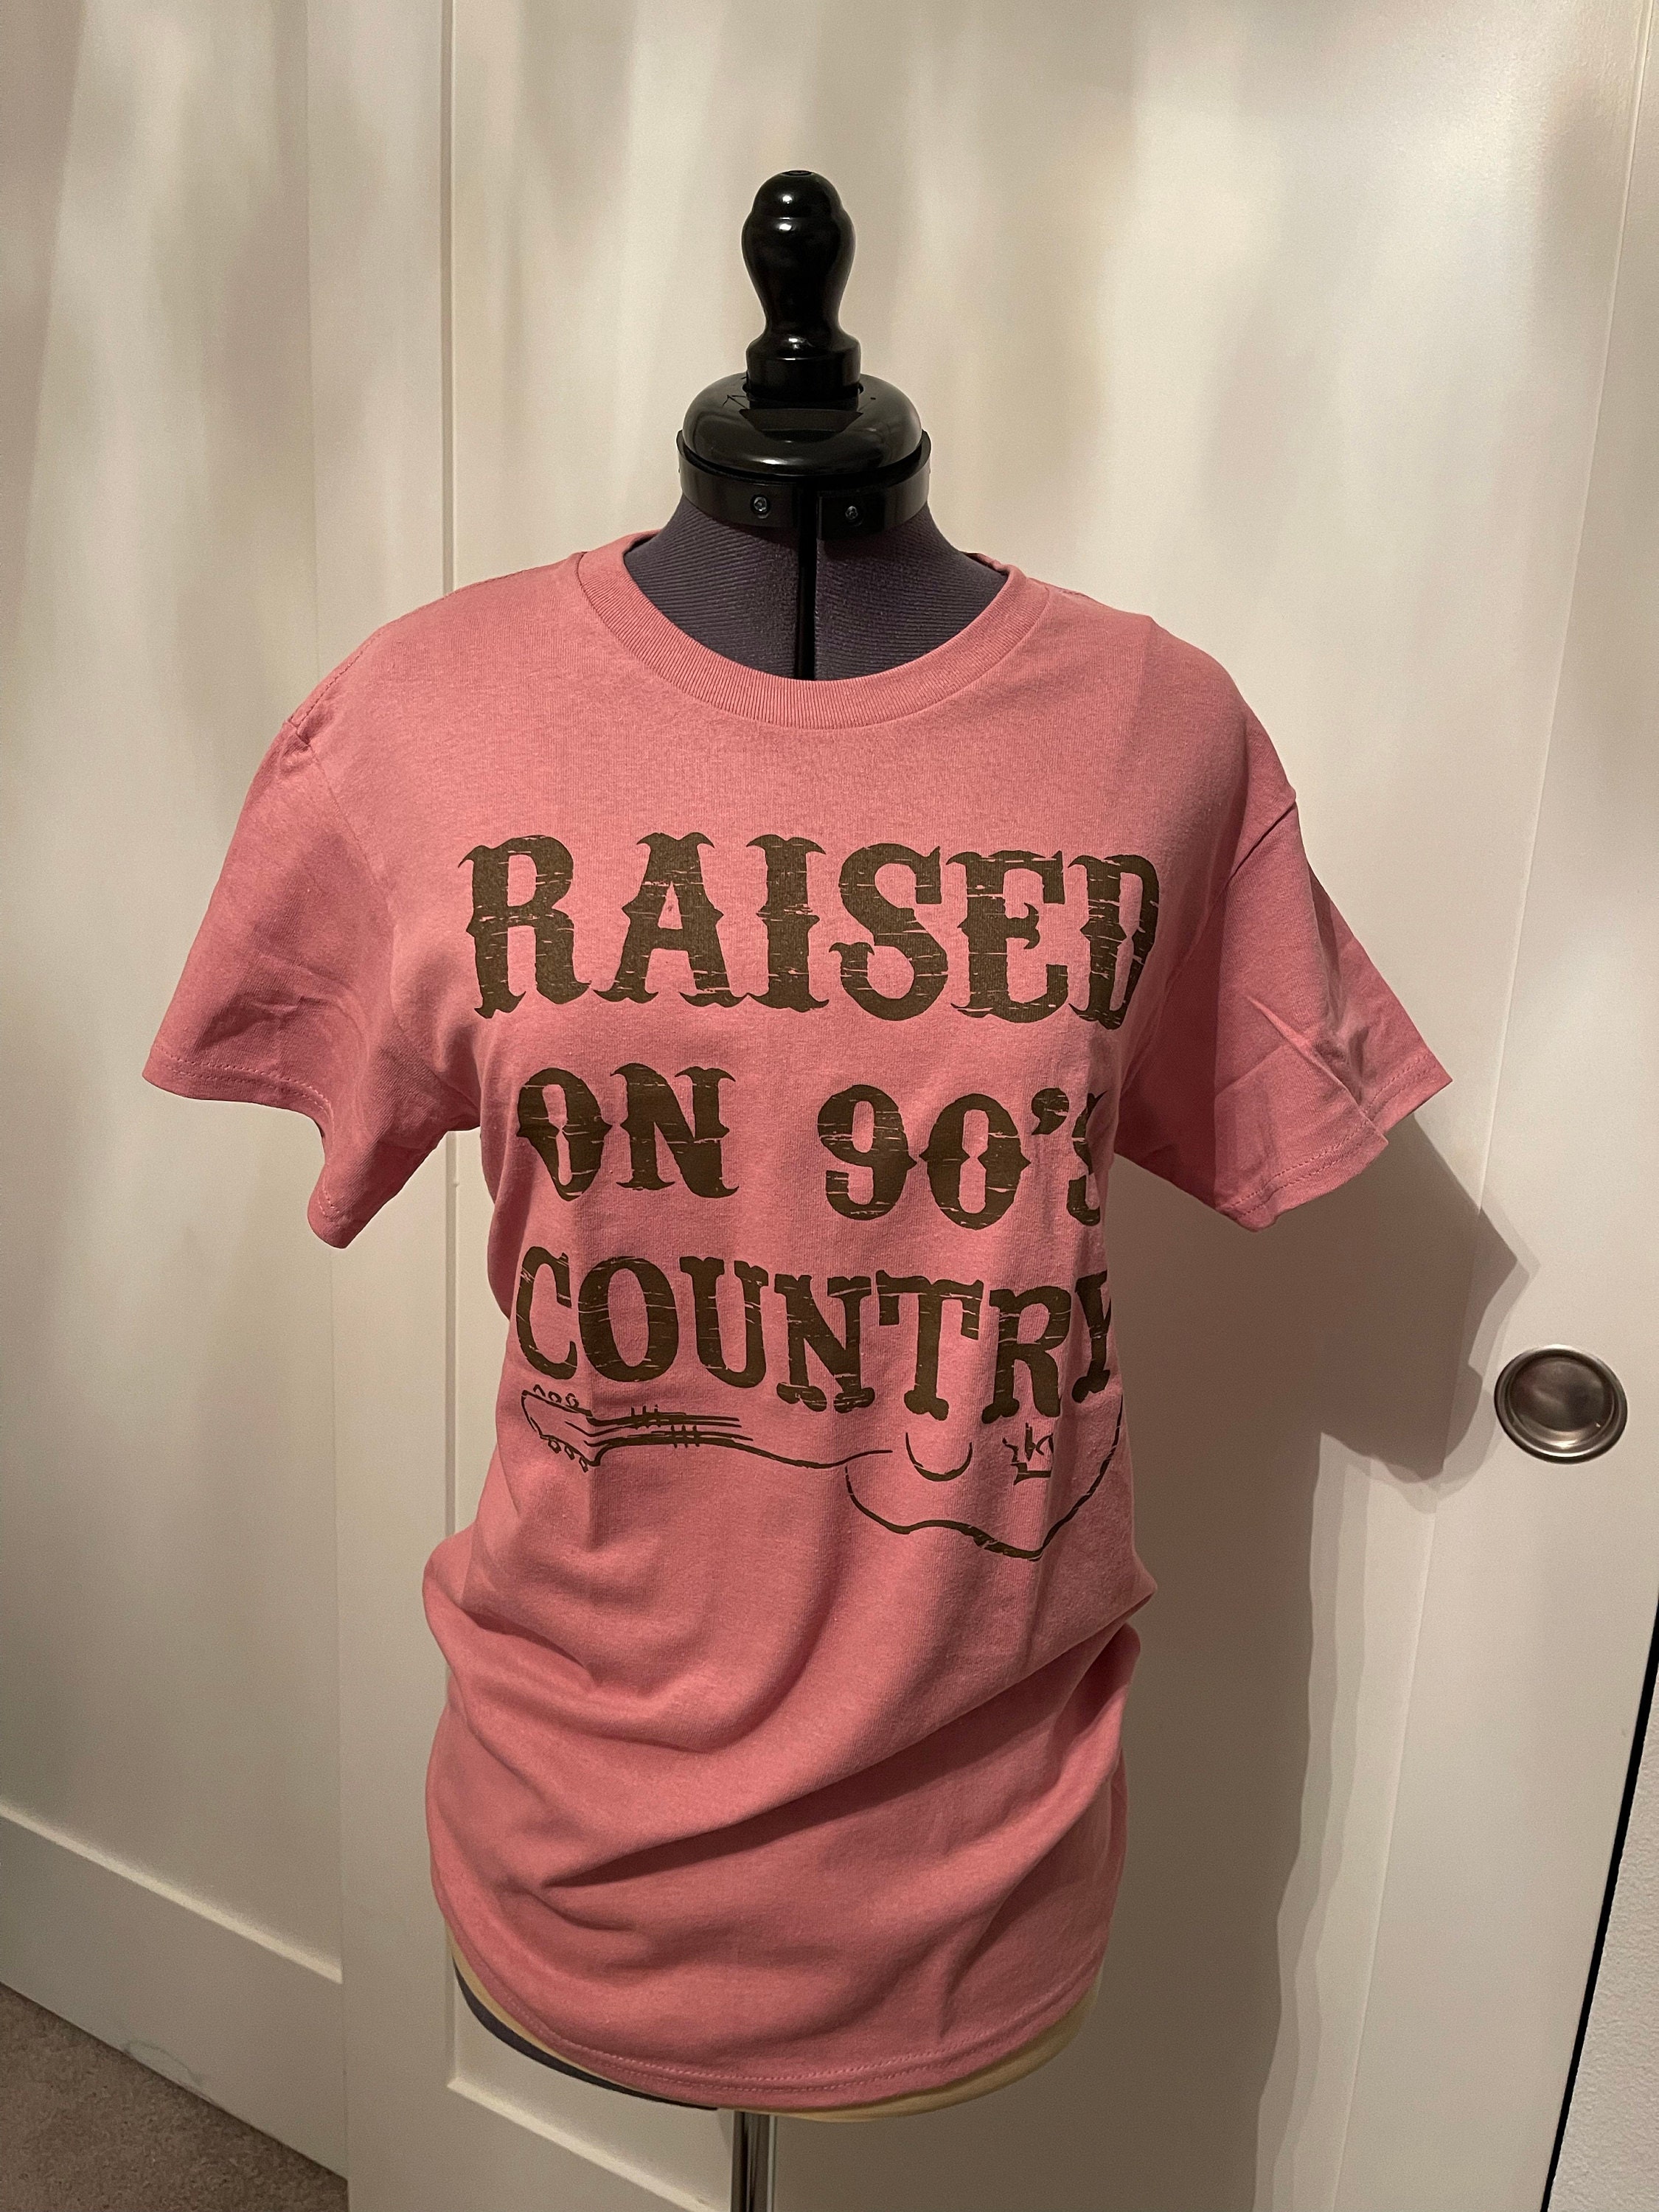 RAISED
ON 90'S
COUNTRY